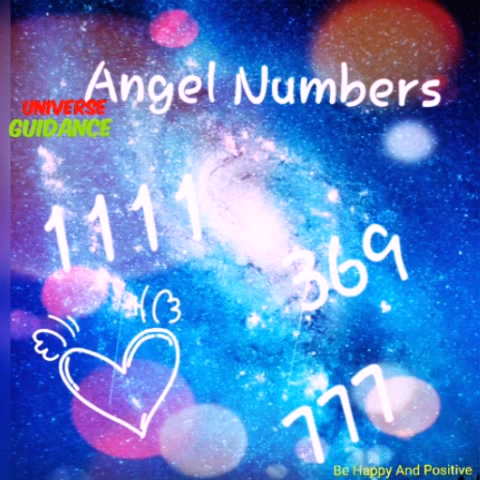 Angel Numbers
UNIVERSE
GUIDANCE
1111
369
777
Be Happy And Positive